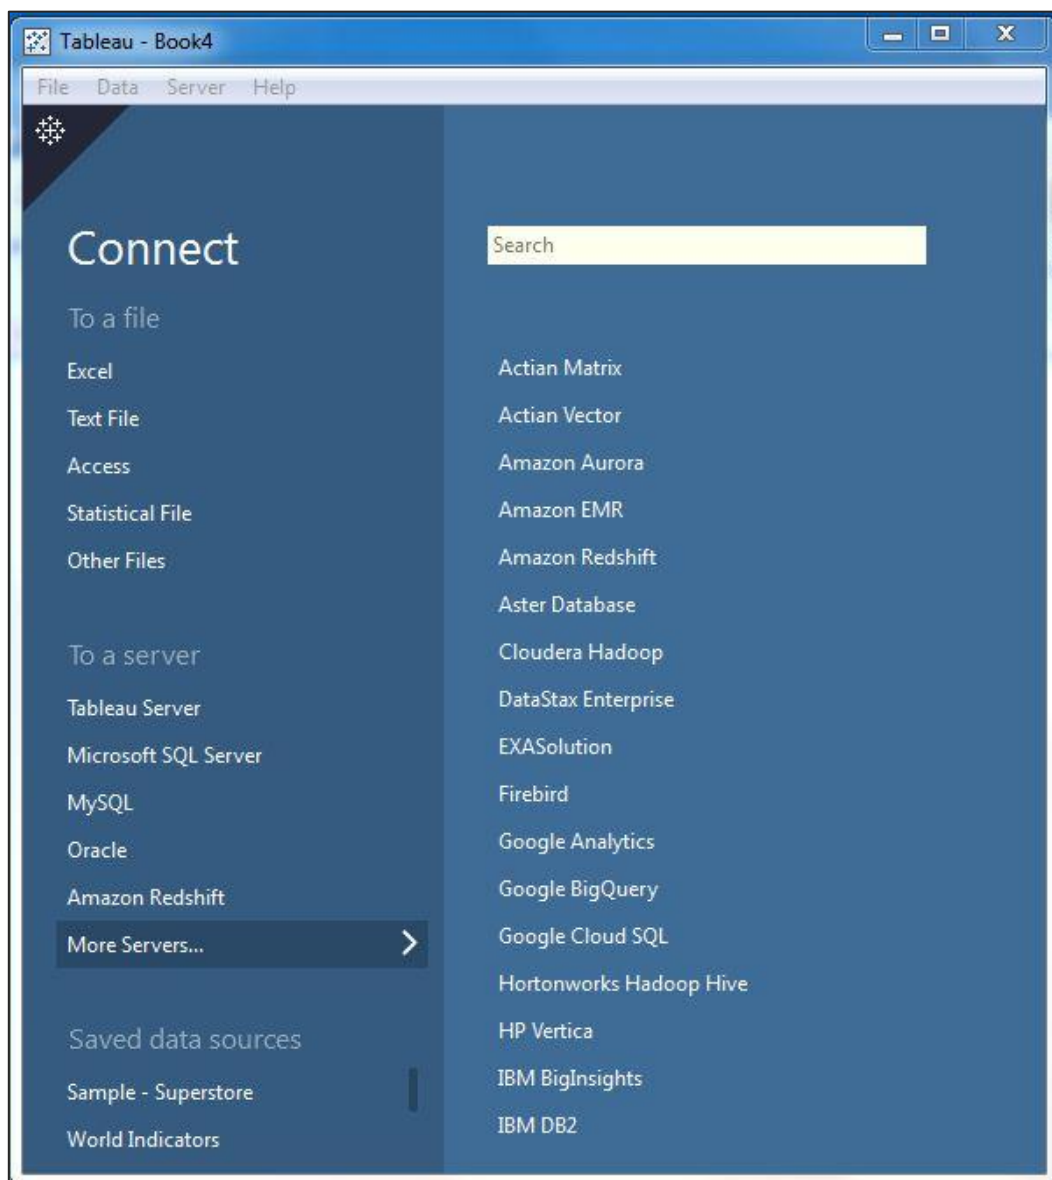 Tableau - Book4
File Data Server Help
Connect
To a file
Excel
Text File
Access
Statistical File
Other Files
To a server
Tableau Server
Microsoft SQL Server
MySQL
Oracle
Amazon Redshift
More Servers...
Saved data sources
Sample - Superstore
World Indicators
Search
Actian Matrix
Actian Vector
Amazon Aurora
Amazon EMR
Amazon Redshift
Aster Database
Cloudera Hadoop
DataStax Enterprise
EXASolution
Firebird
Google Analytics
Google BigQuery
Google Cloud SQL
Hortonworks Hadoop Hive
HP Vertica
IBM BigInsights
IBM DB2